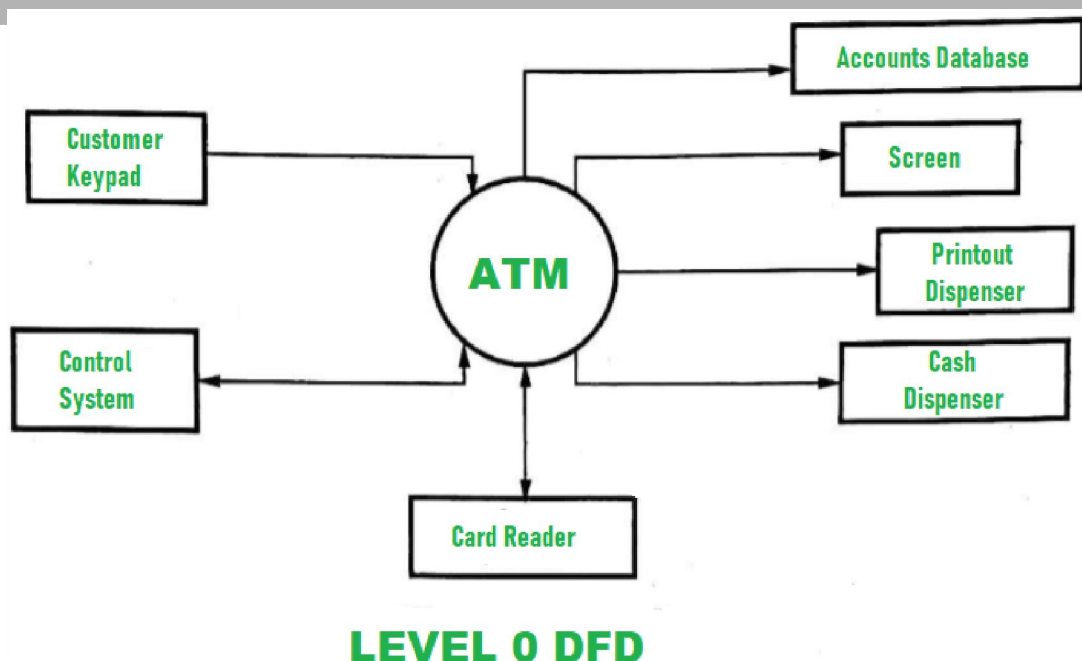 Accounts Database
Customer
Keypad
Screen
ATM
Printout
Dispenser
Control
System
Cash
Dispenser
Card Reader
LEVEL 0 DFD